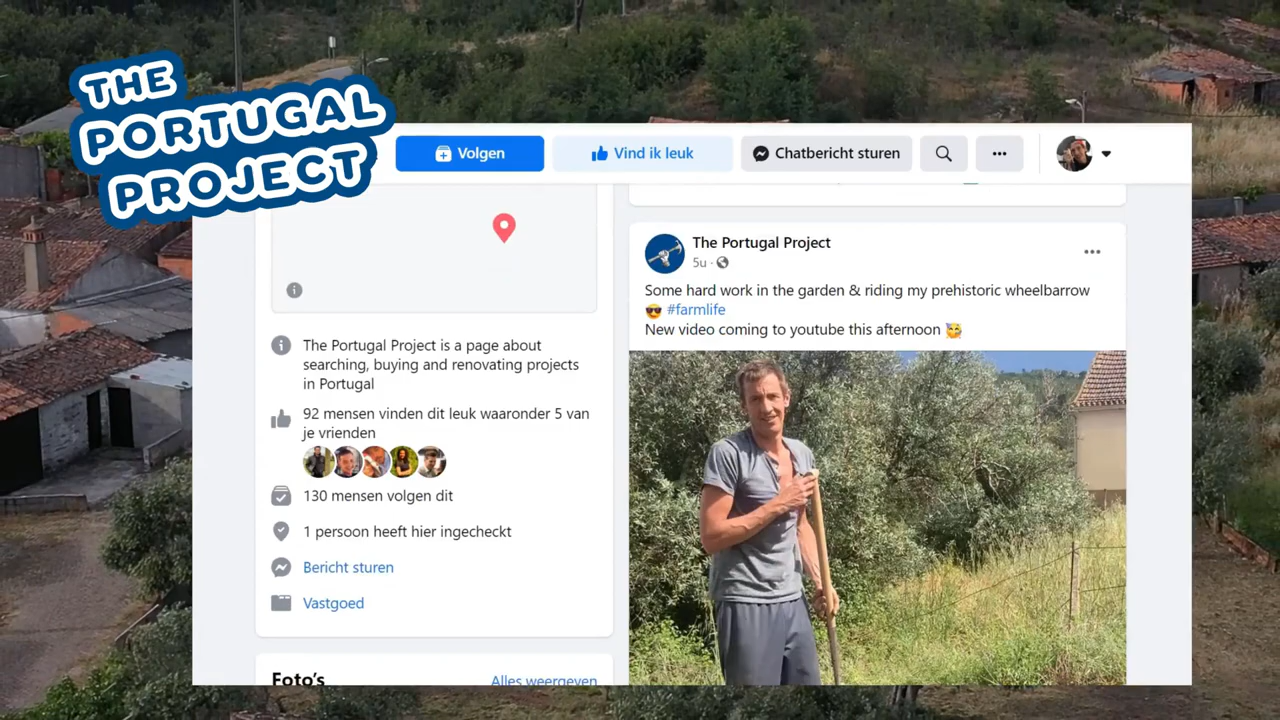 THE
PORTUGAL
PROJECT
Volgen
Vind ik leuk
Chatbericht sturen
The Portugal Project is a page about
searching, buying and renovating projects
in Portugal
92 mensen vinden dit leuk waaronder 5 van
je vrienden
130 mensen volgen dit
1 persoon heeft hier ingecheckt
Bericht sturen
Vastgoed
Foto's
Alles weergeven
The Portugal Project
5u ·
Some hard work in the garden & riding my prehistoric wheelbarrow
😎 #farmlife
New video coming to youtube this afternoon 🥳